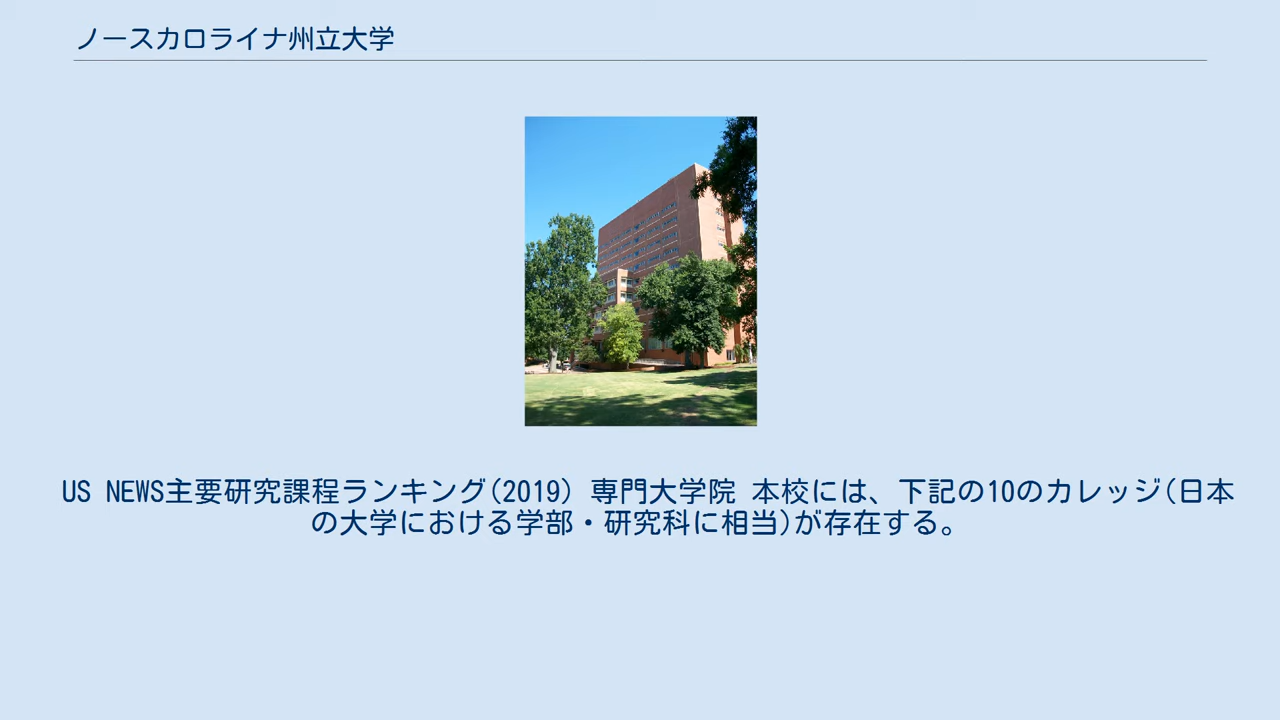 ノースカロライナ州立大学
US NEWS主要研究課程ランキング(2019) 専門大学院 本校には、下記の10のカレッジ(日本
の大学における学部・研究科に相当)が存在する。